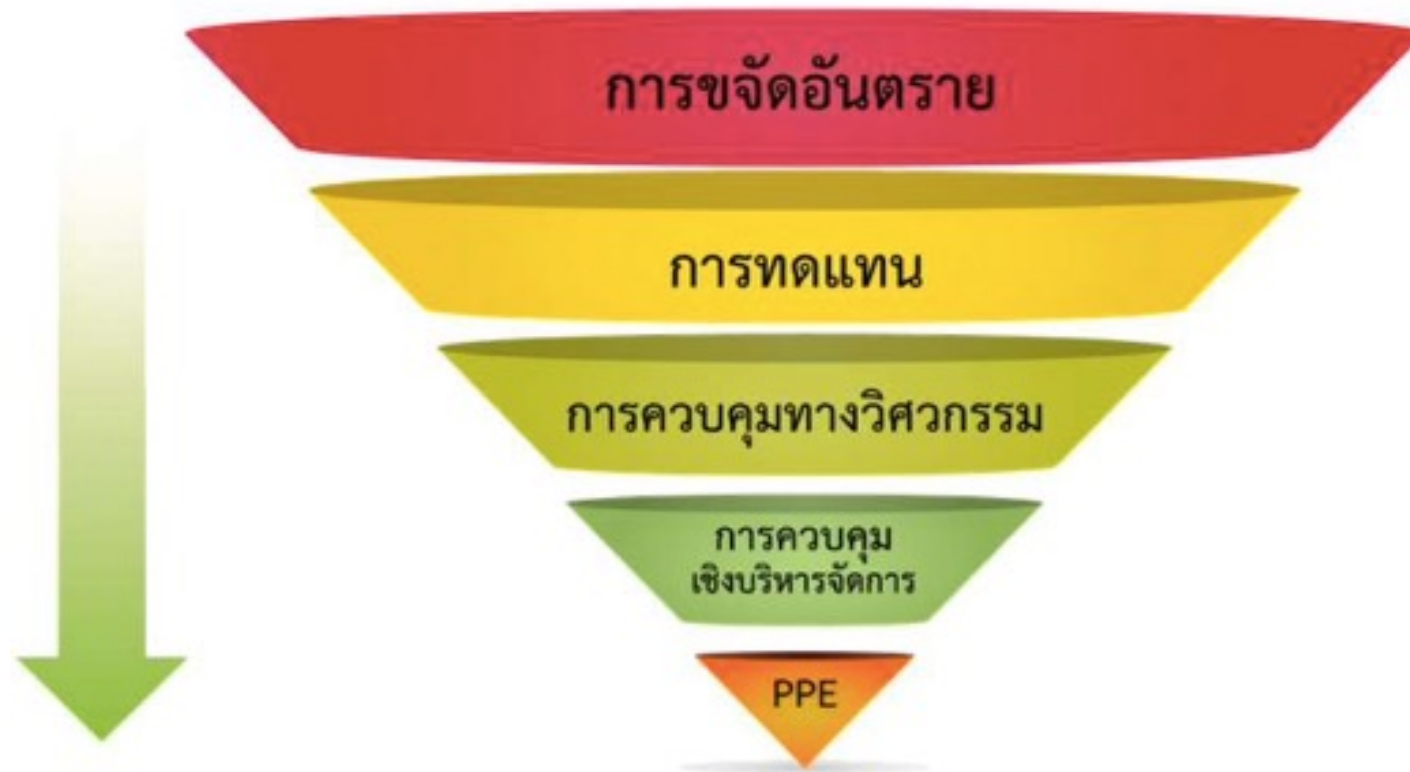 การขจัดอันตราย
การทดแทน
การควบคุมทางวิศวกรรม
การควบคุม
เชิงบริหารจัดการ
PPE